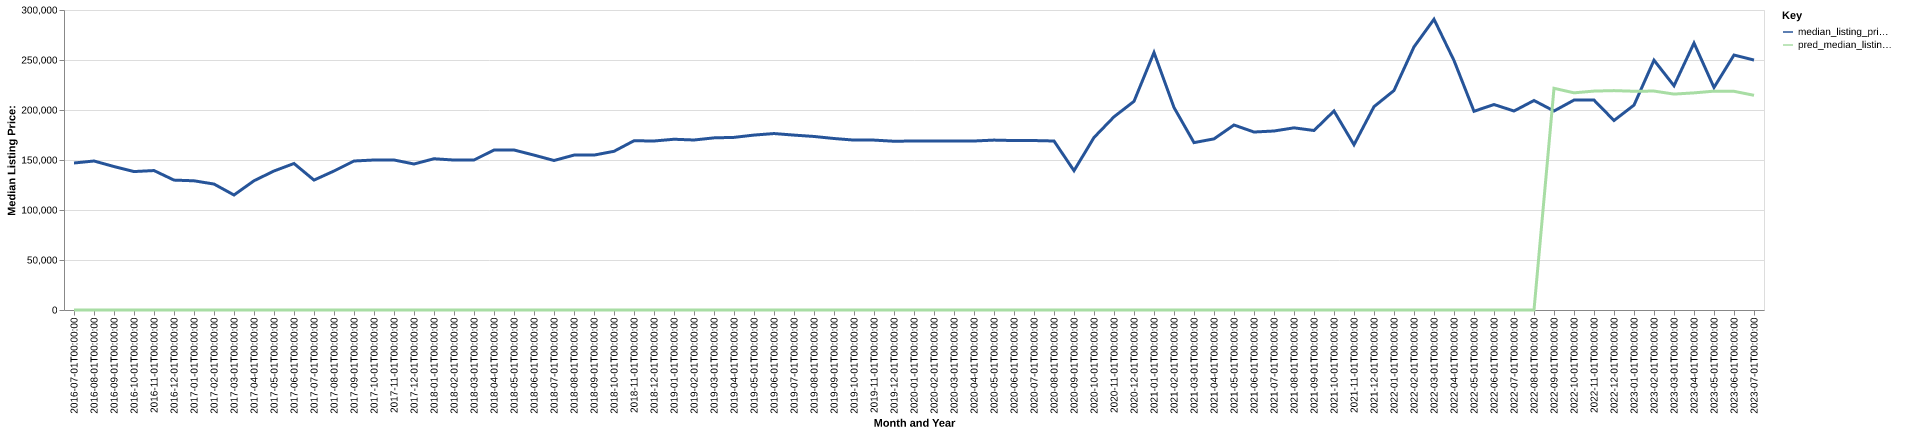 300,000
250,000
200,000
150,000
100,000
50,000
0
Median Listing Price:
2016-07-01T00:00:00
2016-08-01T00:00:00
2016-09-01T00:00:00
2016-10-01T00:00:00
2016-11-01T00:00:00
2016-12-01T00:00:00
2017-01-01T00:00:00
2017-02-01T00:00:00
2017-03-01T00:00:00
2017-04-01T00:00:00
2017-05-01T00:00:00
2017-06-01T00:00:00
2017-07-01T00:00:00
2017-08-01T00:00:00
2017-09-01T00:00:00
2017-10-01T00:00:00
2017-11-01T00:00:00
2017-12-01T00:00:00
2018-01-01T00:00:00
2018-02-01T00:00:00
2018-03-01T00:00:00
2018-04-01T00:00:00
2018-05-01T00:00:00
2018-06-01T00:00:00
2018-07-01T00:00:00
2018-08-01T00:00:00
2018-09-01T00:00:00
2018-10-01T00:00:00
2018-11-01T00:00:00
2018-12-01T00:00:00
2019-01-01T00:00:00
2019-02-01T00:00:00
2019-03-01T00:00:00
2019-04-01T00:00:00
2019-05-01T00:00:00
2019-06-01T00:00:00
2019-07-01T00:00:00
2019-08-01T00:00:00
2019-09-01T00:00:00
2019-10-01T00:00:00
2019-11-01T00:00:00
2019-12-01T00:00:00
2020-01-01T00:00:00
2020-02-01T00:00:00
2020-03-01T00:00:00
2020-04-01T00:00:00
2020-05-01T00:00:00
2020-06-01T00:00:00
2020-07-01T00:00:00
2020-08-01T00:00:00
2020-09-01T00:00:00
2020-10-01T00:00:00
2020-11-01T00:00:00
2020-12-01T00:00:00
2021-01-01T00:00:00
2021-02-01T00:00:00
2021-03-01T00:00:00
2021-04-01T00:00:00
2021-05-01T00:00:00
2021-06-01T00:00:00
2021-07-01T00:00:00
2021-08-01T00:00:00
2021-09-01T00:00:00
2021-10-01T00:00:00
2021-11-01T00:00:00
2021-12-01T00:00:00
2022-01-01T00:00:00
2022-02-01T00:00:00
2022-03-01T00:00:00
2022-04-01T00:00:00
2022-05-01T00:00:00
2022-06-01T00:00:00
2022-07-01T00:00:00
2022-08-01T00:00:00
2022-09-01T00:00:00
2022-10-01T00:00:00
2022-11-01T00:00:00
2022-12-01T00:00:00
2023-01-01T00:00:00
2023-02-01T00:00:00
2023-03-01T00:00:00
2023-04-01T00:00:00
2023-05-01T00:00:00
2023-06-01T00:00:00
2023-07-01T00:00:00
Month and Year
Key
median_listing_pri…
pred_median_listin…